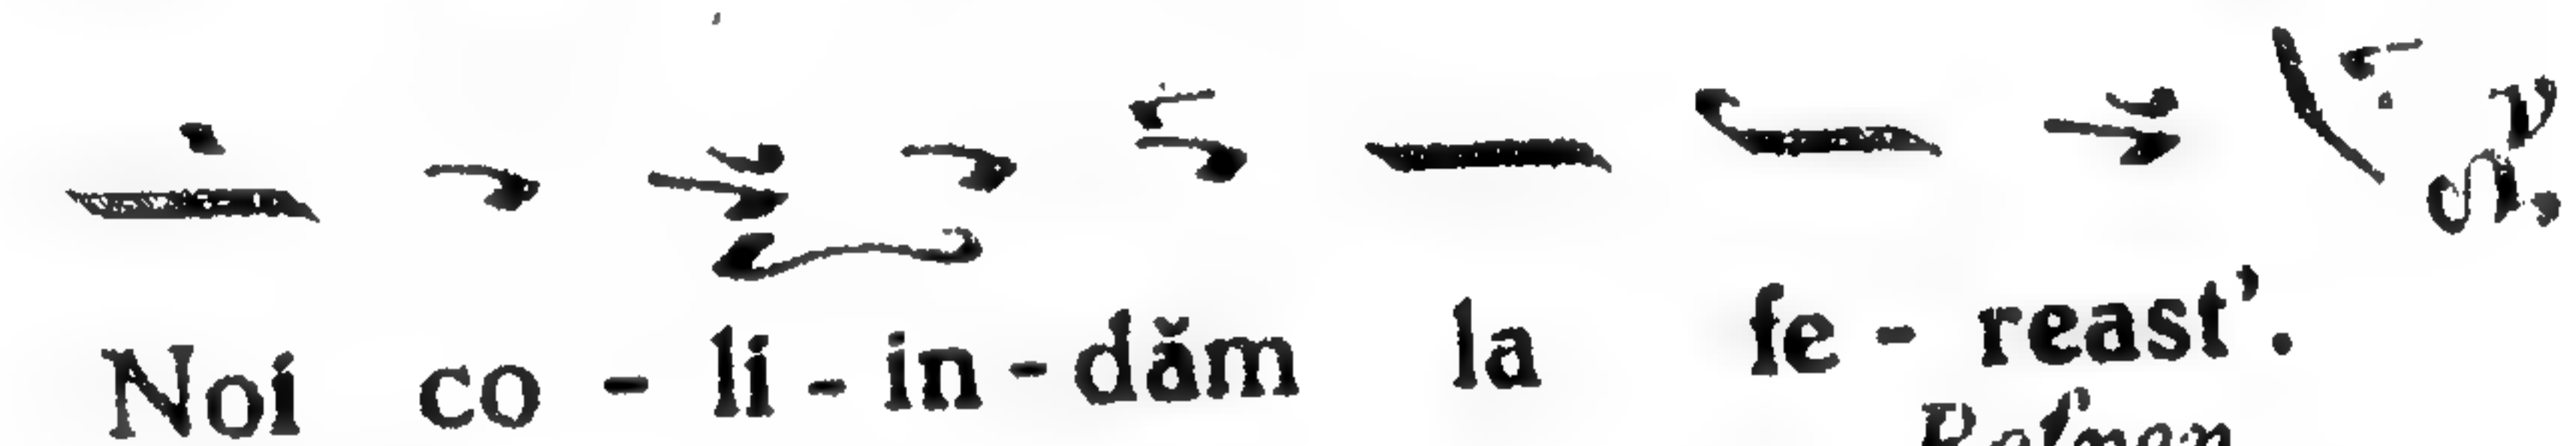 Noi co - li - in - dăm la fe - reast’.